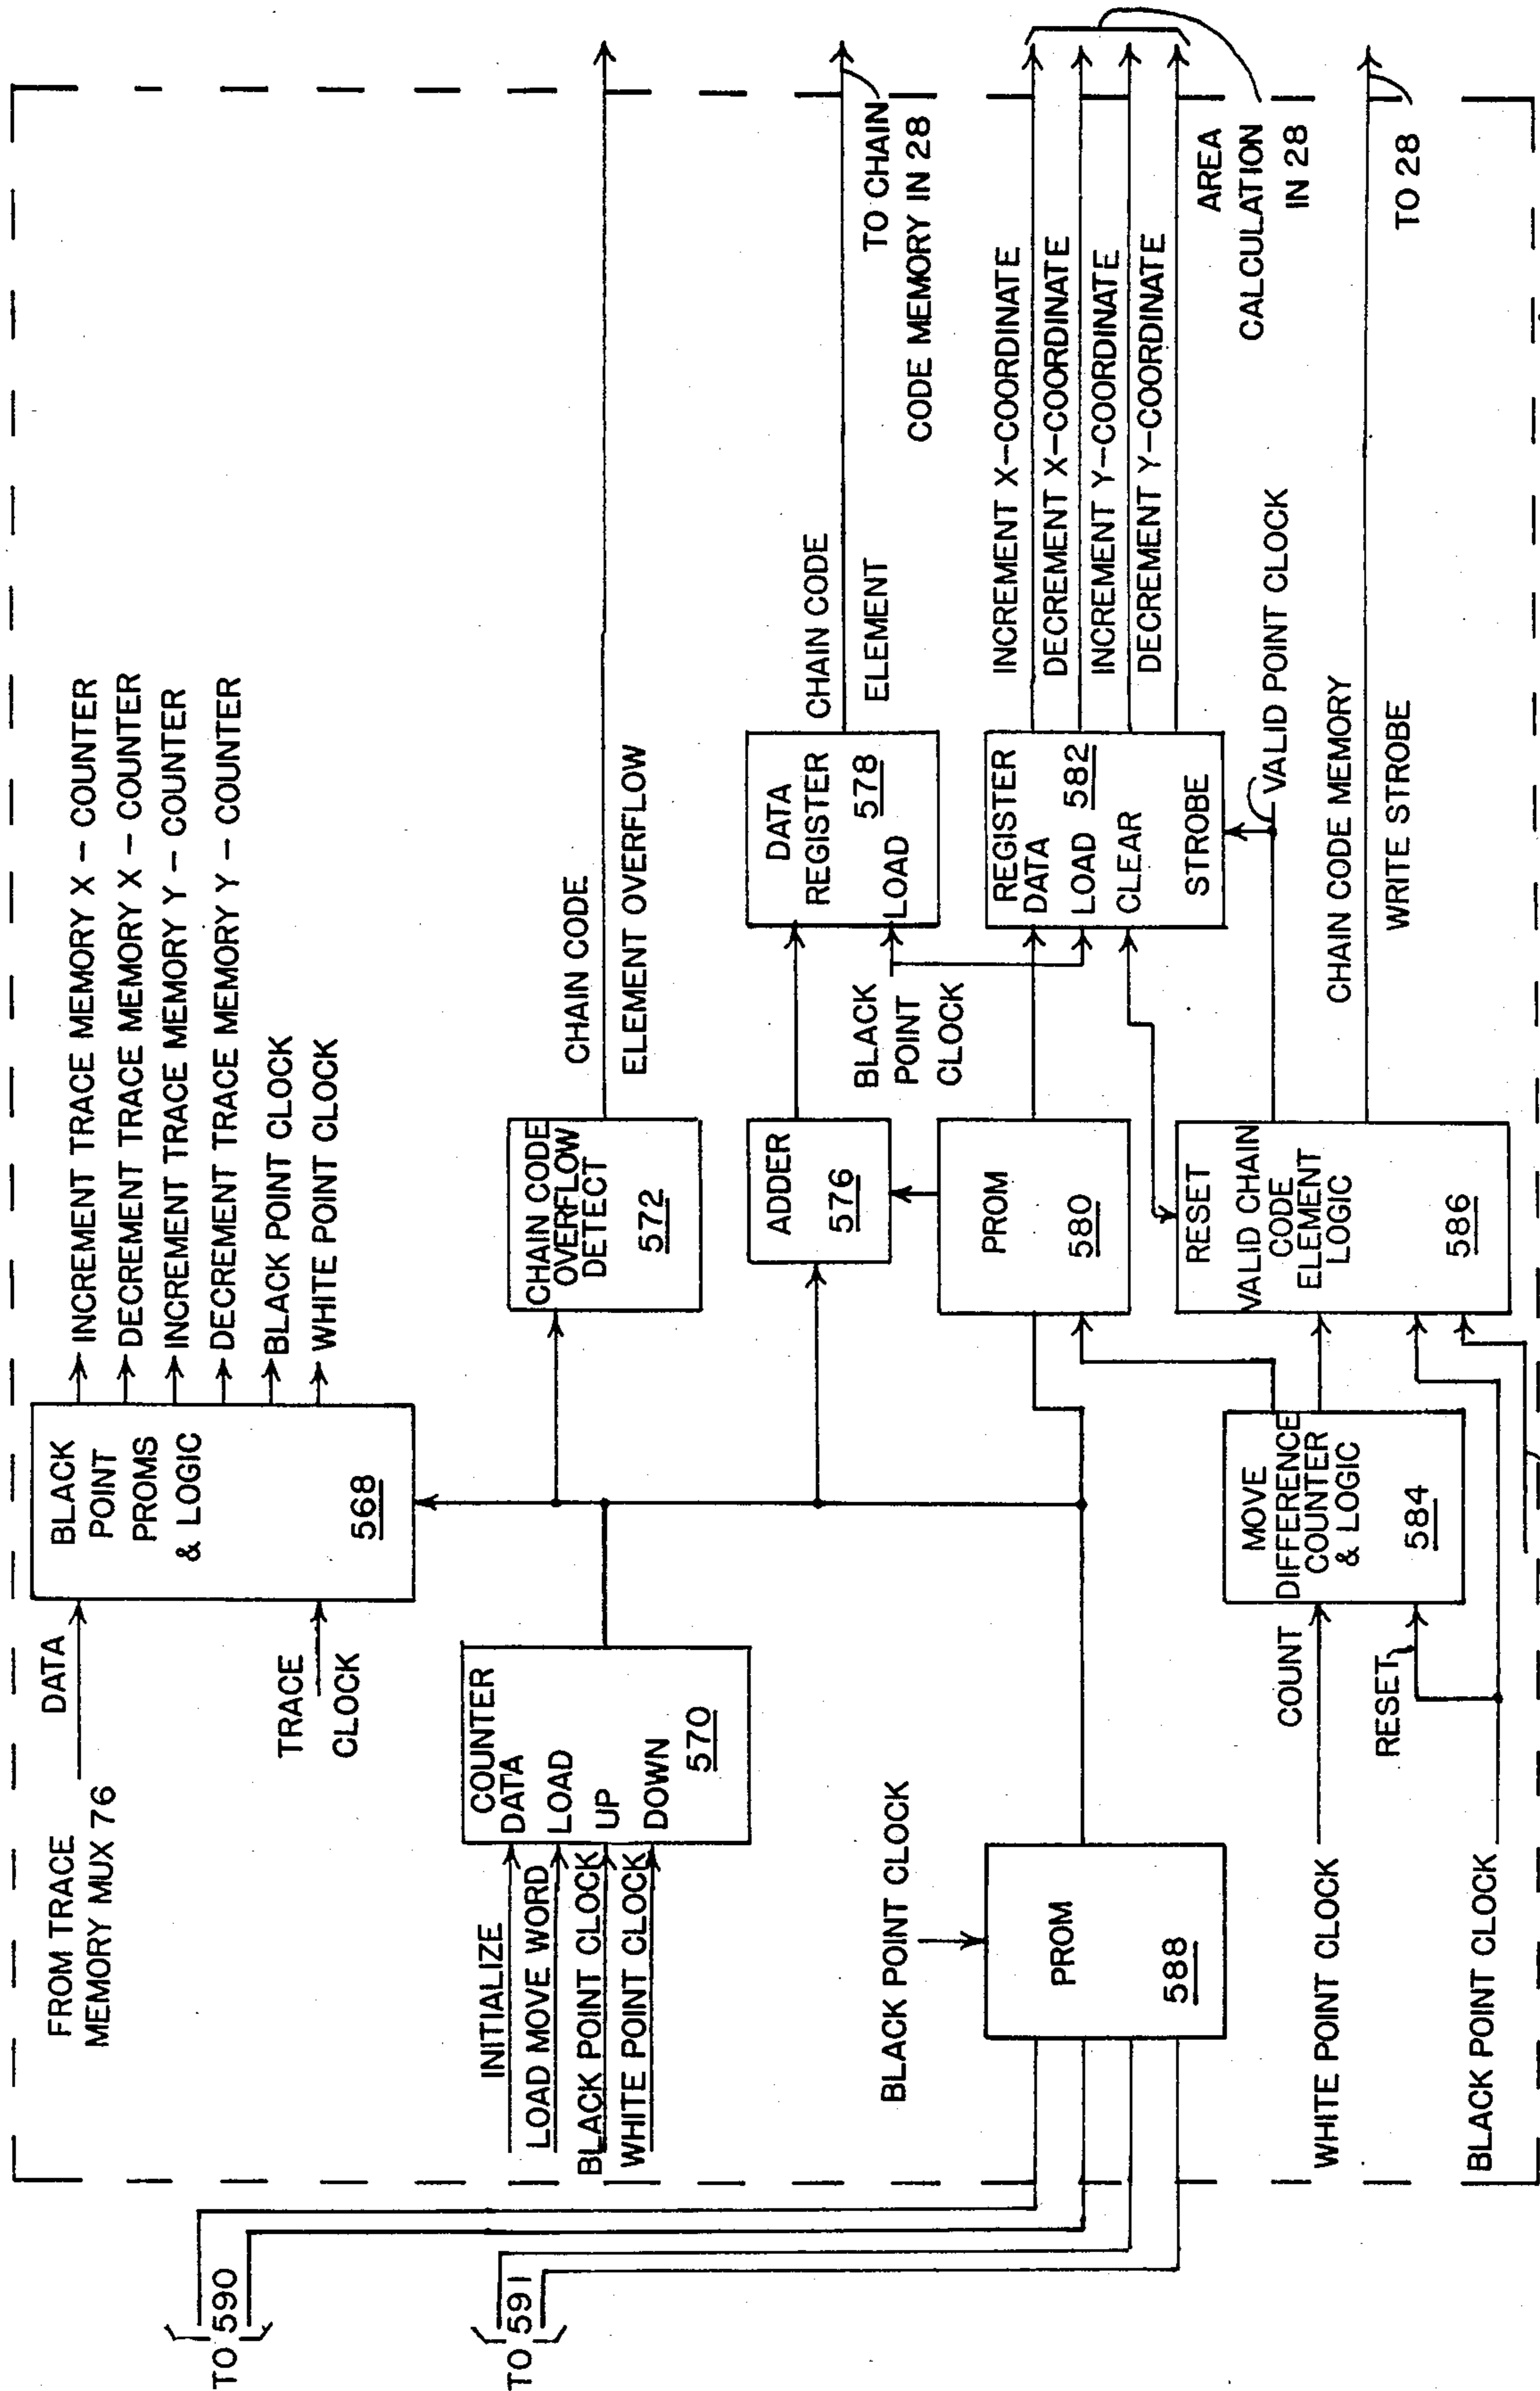 FROM TRACE
MEMORY MUX 76
DATA
TRACE
CLOCK
BLACK
POINT
PROMS
& LOGIC
568
INCREMENT TRACE MEMORY X - COUNTER
DECREMENT TRACE MEMORY X - COUNTER
INCREMENT TRACE MEMORY Y - COUNTER
DECREMENT TRACE MEMORY Y - COUNTER
BLACK POINT CLOCK
WHITE POINT CLOCK
TO 590
TO 591
INITIALIZE
LOAD MOVE WORD
BLACK POINT CLOCK
WHITE POINT CLOCK
COUNTER
DATA
LOAD
UP
DOWN
570
CHAIN CODE
OVERFLOW
DETECT
572
CHAIN CODE
ELEMENT OVERFLOW
ADDER
576
DATA
REGISTER
578
LOAD
CHAIN CODE
ELEMENT
TO CHAIN
CODE MEMORY IN 28
BLACK
POINT
CLOCK
BLACK POINT CLOCK
PROM
588
PROM
580
REGISTER
DATA
LOAD 582
CLEAR
STROBE
INCREMENT X-COORDINATE
DECREMENT X-COORDINATE
INCREMENT Y-COORDINATE
DECREMENT Y-COORDINATE
AREA
CALCULATION
IN 28
VALID POINT CLOCK
WHITE POINT CLOCK
COUNT
RESET
BLACK POINT CLOCK
MOVE
DIFFERENCE
COUNTER
& LOGIC
584
RESET
VALID CHAIN
CODE
ELEMENT
LOGIC
586
CHAIN CODE MEMORY
WRITE STROBE
TO 28